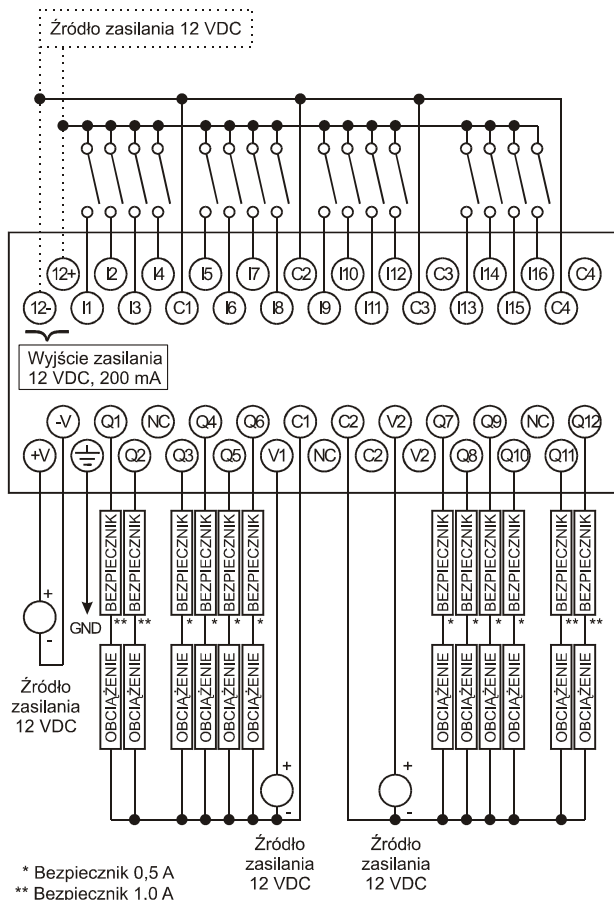 Źródło zasilania 12 VDC
12+ I2 I4 I5 I7 C2 I10 I12 C3 I14 I16 C4
12- I1 I3 C1 I6 I8 I9 I11 C3 I13 I15 C4
Wyjście zasilania
12 VDC, 200 mA
-V Q1 NC Q4 Q6 C1 C2 V2 Q7 Q9 NC Q12
+V Q2 Q3 Q5 V1 NC C2 V2 Q8 Q10 Q11
BEZPIECZNIK BEZPIECZNIK BEZPIECZNIK BEZPIECZNIK BEZPIECZNIK BEZPIECZNIK BEZPIECZNIK BEZPIECZNIK BEZPIECZNIK BEZPIECZNIK BEZPIECZNIK BEZPIECZNIK
+
-
GND
** ** * * * * * * * * ** **
OBCIĄŻENIE OBCIĄŻENIE OBCIĄŻENIE OBCIĄŻENIE OBCIĄŻENIE OBCIĄŻENIE OBCIĄŻENIE OBCIĄŻENIE OBCIĄŻENIE OBCIĄŻENIE OBCIĄŻENIE OBCIĄŻENIE
Źródło
zasilania
12 VDC
+ +
- -
Źródło
zasilania
12 VDC
Źródło
zasilania
12 VDC
* Bezpiecznik 0,5 A
** Bezpiecznik 1.0 A